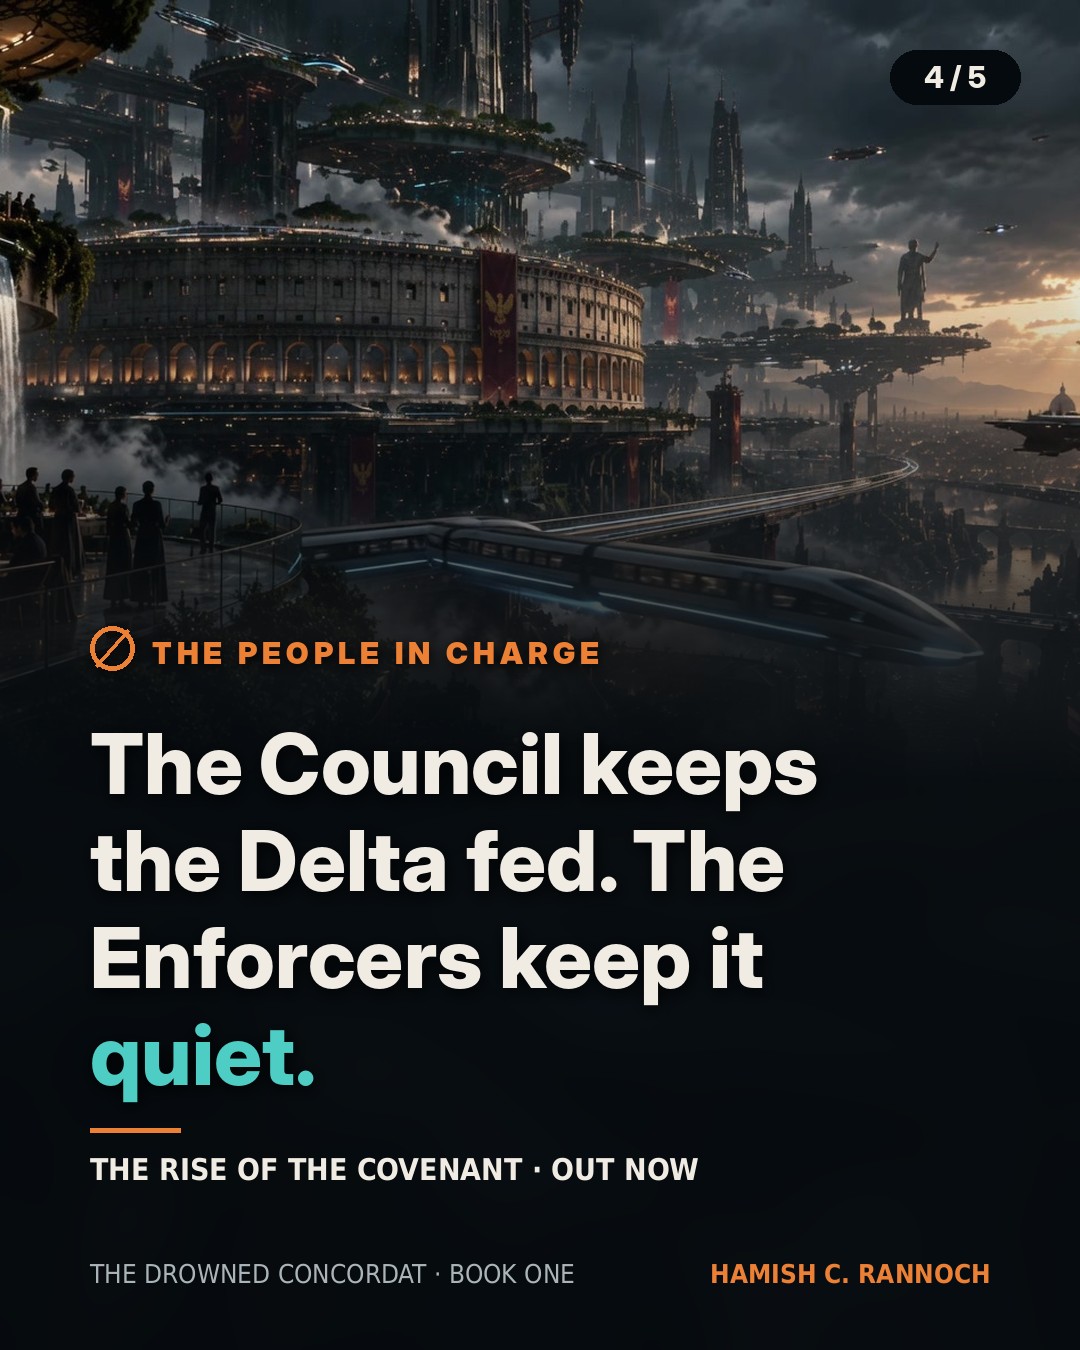 4/5
THE PEOPLE IN CHARGE
The Council keeps
the Delta fed. The
Enforcers keep it
quiet.
THE RISE OF THE COVENANT · OUT NOW
THE DROWNED CONCORDAT · BOOK ONE
HAMISH C. RANNOCH